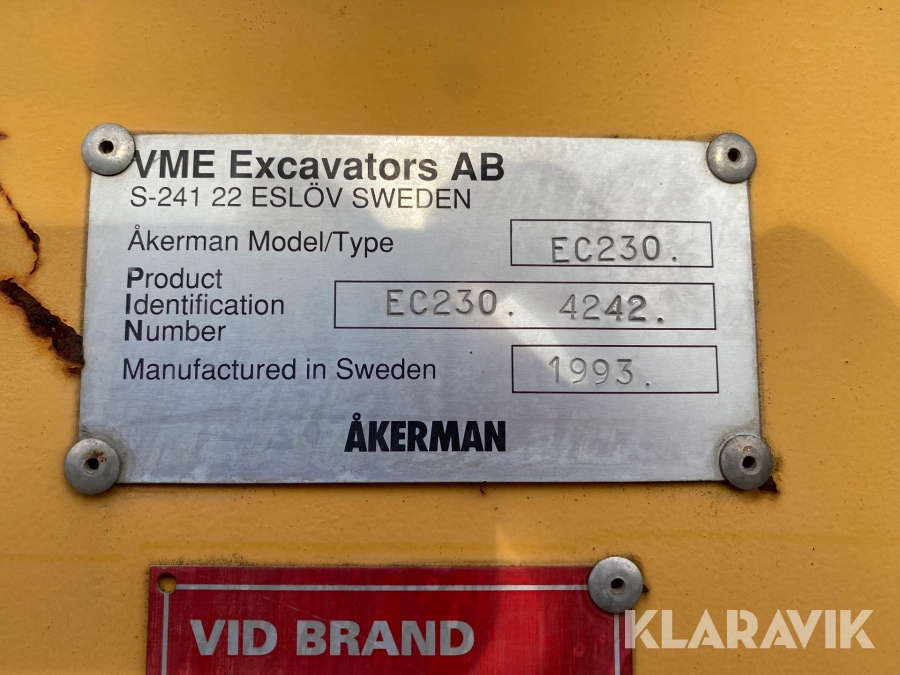 VME Excavators AB
S-241 22 ESLÖV SWEDEN
Åkerman Model/Type EC230.
Product
Identification EC230. 4242.
Number
Manufactured in Sweden 1993.
ÅKERMAN
VID BRAND
KLARAVIK